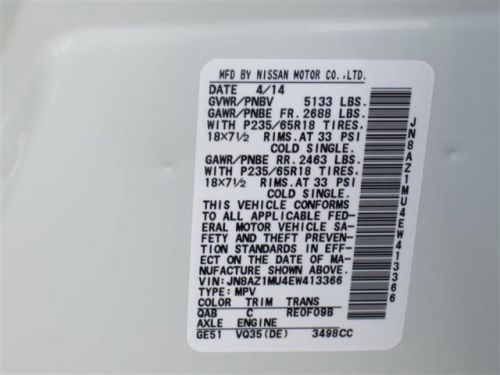 MFD BY NISSAN MOTOR CO.,LTD.
DATE 4/14
GVWR/PNBV 5133 LBS.
GAWR/PNBE FR. 2688 LBS.
WITH P235/65R18 TIRES,
18×7½ RIMS.AT 33 PSI
COLD SINGLE.
GAWR/PNBE RR. 2463 LBS.
WITH P235/65R18 TIRES,
18×7½ RIMS.AT 33 PSI
COLD SINGLE.
THIS VEHICLE CONFORMS
TO ALL APPLICABLE FED-
ERAL MOTOR VEHICLE SA-
FETY AND THEFT PREVEN-
TION STANDARDS IN EFF-
ECT ON THE DATE OF MA-
NUFACTURE SHOWN ABOVE.
VIN:JN8AZ1MU4EW413366
TYPE: MPV
COLOR TRIM TRANS
QAB C RE0F09B
AXLE ENGINE
GE51 VQ35(DE) 3498CC
JN8AZ1MU4EW413366